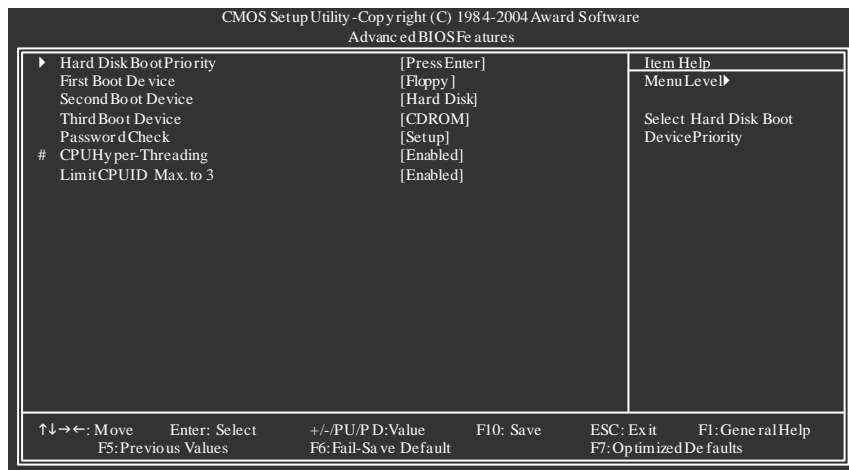 CMOS Setup Utility-Copyright (C) 1984-2004 Award Software
Advanced BIOS Features
▶ Hard Disk Boot Priority [Press Enter] Item Help
First Boot Device [Floppy] Menu Level▶
Second Boot Device [Hard Disk]
Third Boot Device [CDROM] Select Hard Disk Boot
Password Check [Setup] Device Priority
# CPU Hyper-Threading [Enabled]
Limit CPUID Max. to 3 [Enabled]
↑↓→←: Move Enter: Select +/-/PU/PD:Value F10: Save ESC: Exit F1: General Help
F5: Previous Values F6: Fail-Save Default F7: Optimized Defaults